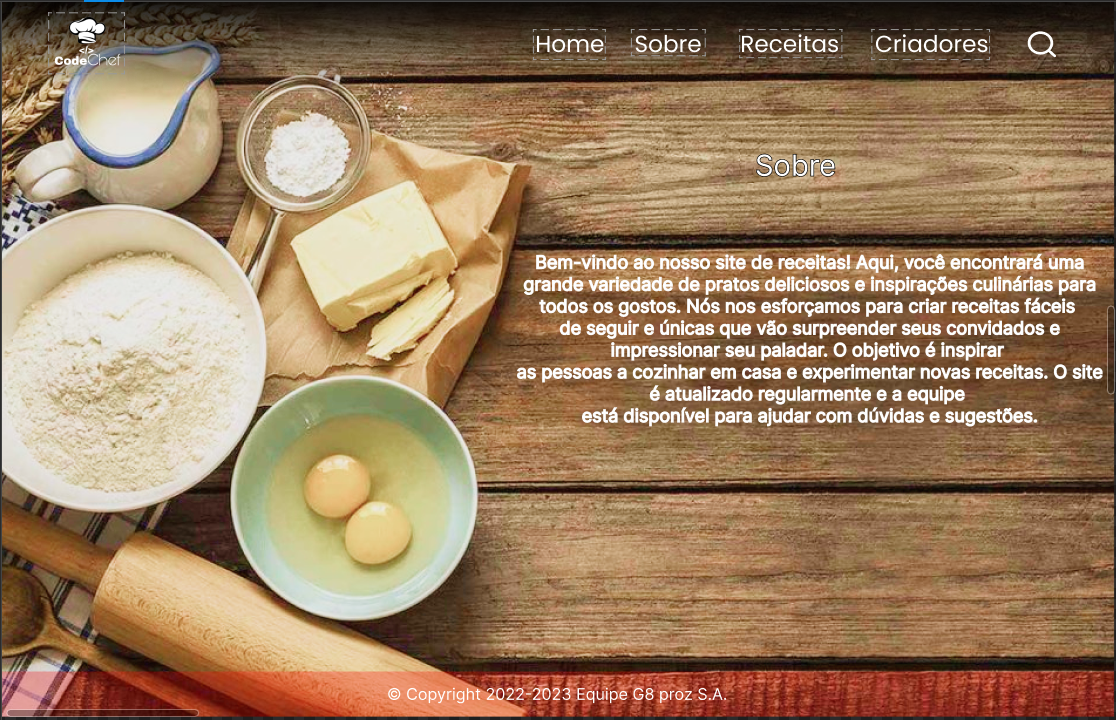 </>
CodeChef
Home Sobre Receitas Criadores
Sobre
Bem-vindo ao nosso site de receitas! Aqui, você encontrará uma
grande variedade de pratos deliciosos e inspirações culinárias para
todos os gostos. Nós nos esforçamos para criar receitas fáceis
de seguir e únicas que vão surpreender seus convidados e
impressionar seu paladar. O objetivo é inspirar
as pessoas a cozinhar em casa e experimentar novas receitas. O site
é atualizado regularmente e a equipe
está disponível para ajudar com dúvidas e sugestões.
© Copyright 2022-2023 Equipe G8 proz S.A.